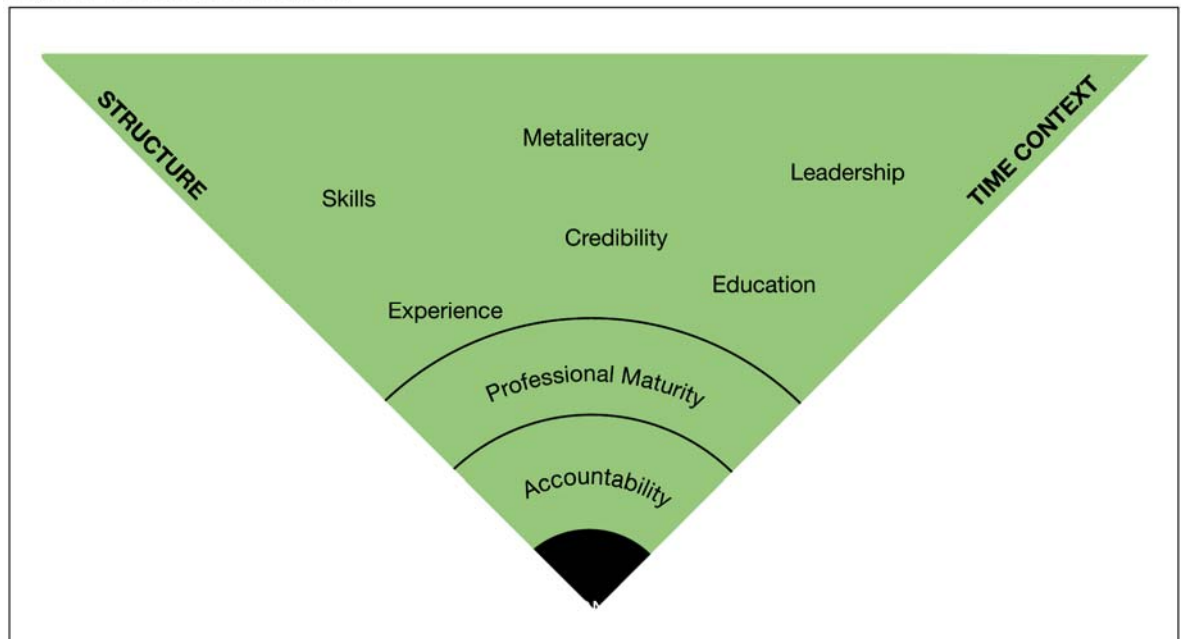 STRUCTURE
TIME CONTEXT
Metaliteracy
Leadership
Skills
Credibility
Education
Experience
Professional Maturity
Accountability